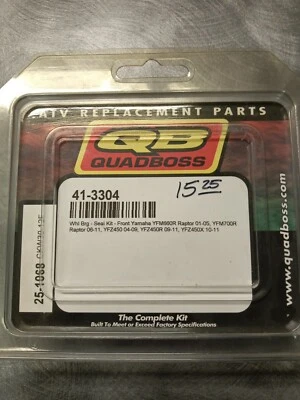 ATV REPLACEMENT PARTS
QB
QUADBOSS
41-3304
15.25
Whl Brg - Seal Kit - Front Yamaha YFM660R Raptor 01-05, YFM700R
Raptor 06-11, YFZ450 04-09, YFZ450R 09-11, YFZ450X 10-11
25-1068
The Complete Kit
Built To Meet or Exceed Factory Specifications
www.quadboss.com